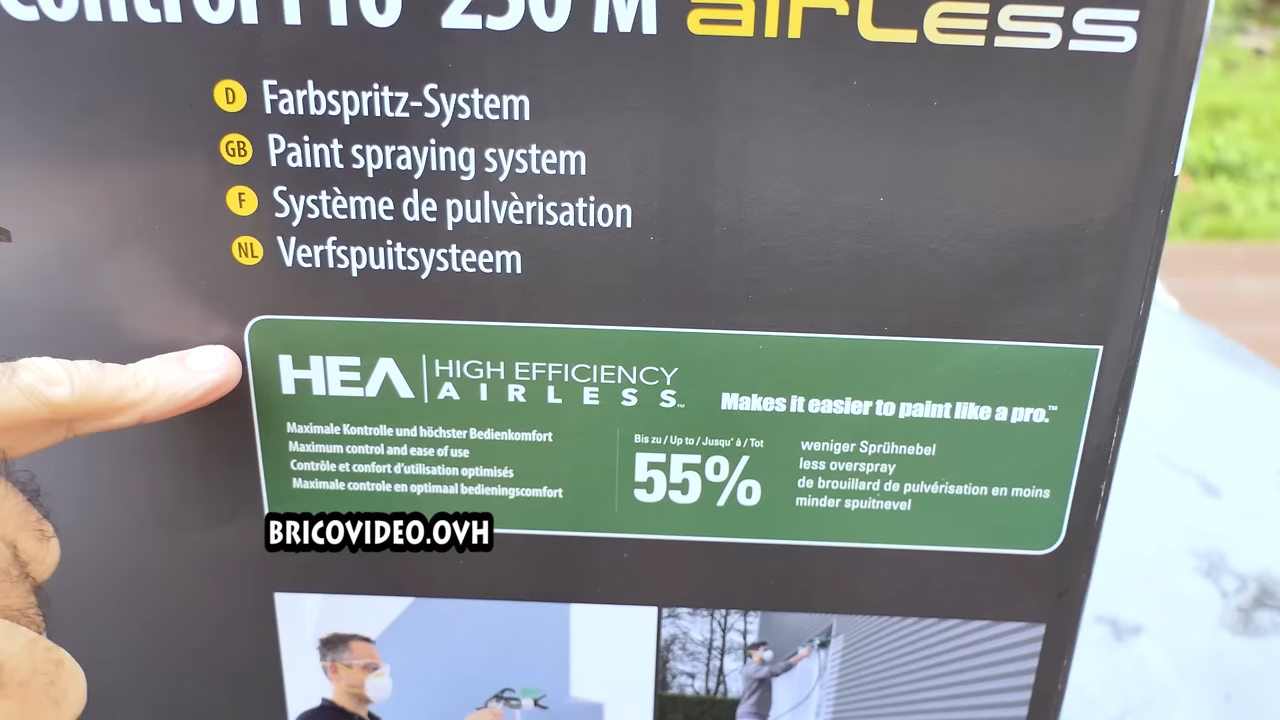 Control Pro 250 M airless
D Farbspritz-System
GB Paint spraying system
F Système de pulvèrisation
NL Verfspuitsysteem
HEA HIGH EFFICIENCY
AIRLESS™
Makes it easier to paint like a pro.™
Maximale Kontrolle und höchster Bedienkomfort
Maximum control and ease of use
Contrôle et confort d'utilisation optimisés
Maximale controle en optimaal bedieningscomfort
Bis zu / Up to / Jusqu' à / Tot
55%
weniger Sprühnebel
less overspray
de brouillard de pulvérisation en moins
minder spuitnevel
BRICOVIDEO.OVH